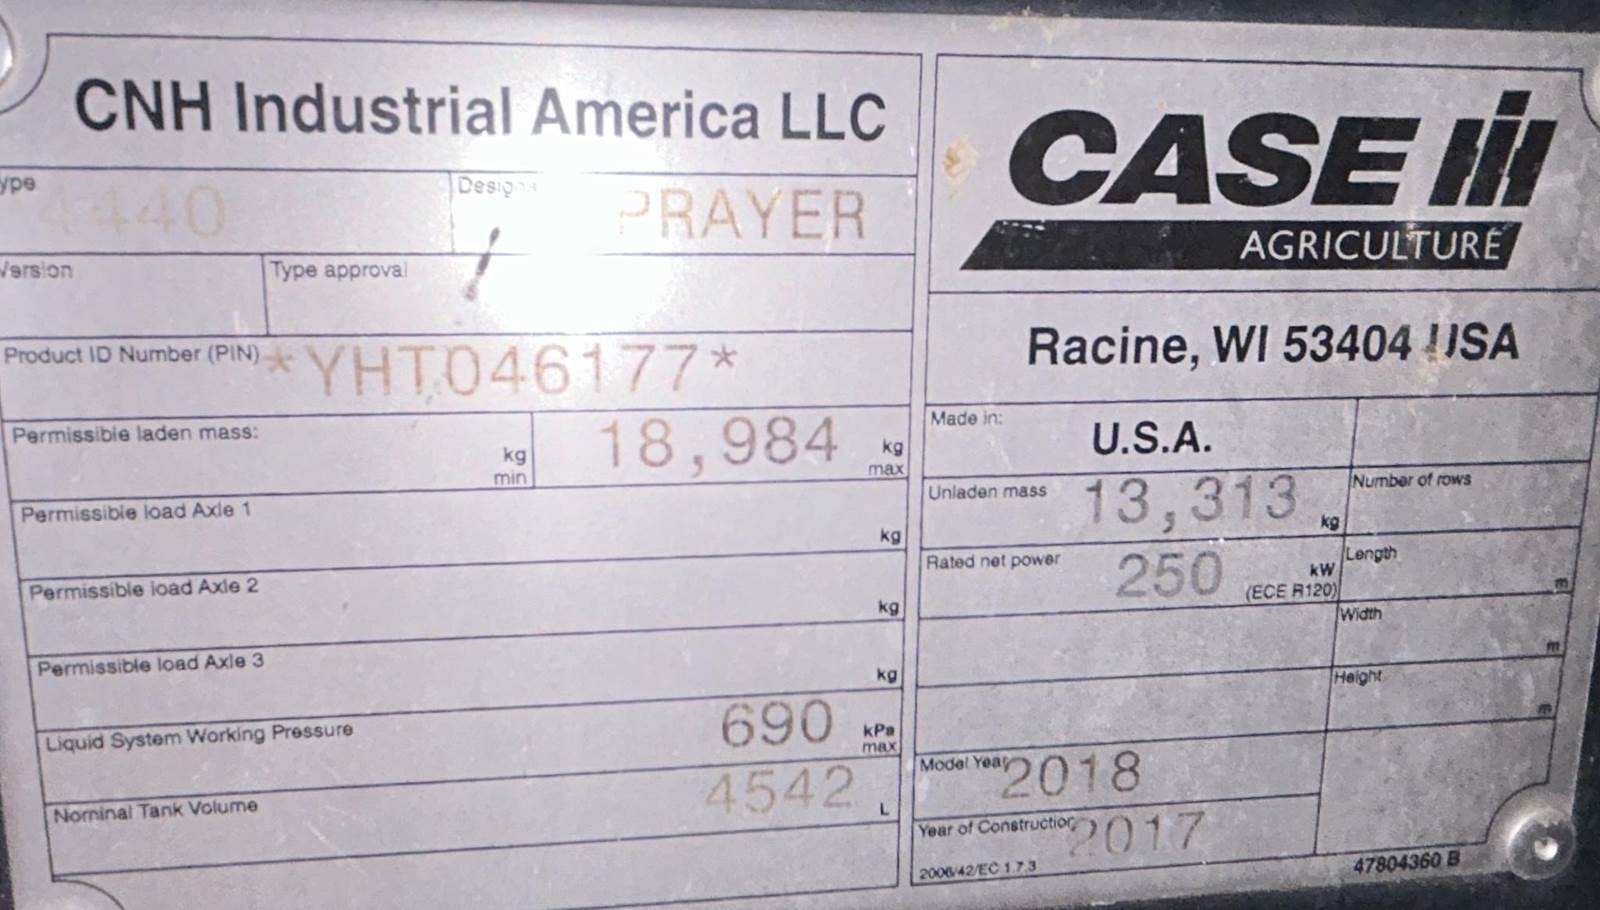 CNH Industrial America LLC
ype
4440
Design
PRAYER
Version
Type approval
Product ID Number (PIN)
*YHT046177*
Permissible laden mass:
kg
min
18,984
kg
max
Permissible load Axle 1
kg
Permissible load Axle 2
kg
Permissible load Axle 3
kg
Liquid System Working Pressure
690
kPa
max
Nominal Tank Volume
4542
L
CASE IH
AGRICULTURE
Racine, WI 53404 USA
Made in:
U.S.A.
Unladen mass
13,313
kg
Number of rows
Rated net power
250
kW
(ECE R120)
Length
m
Width
m
Height
m
Model Year
2018
Year of Construction
2017
2006/42/EC 1.7.3
47804360 B